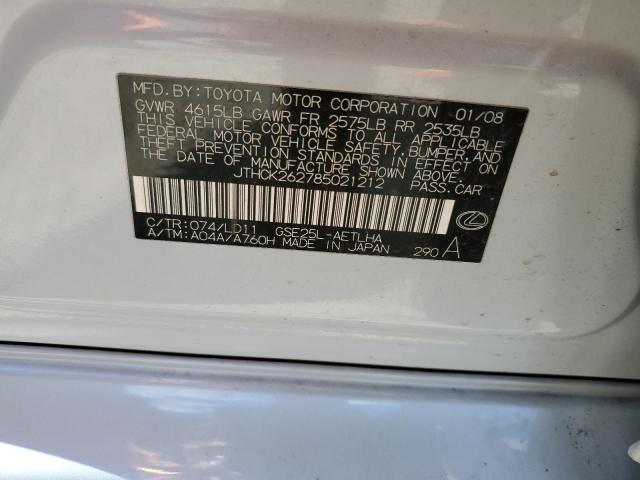 MFD.BY:TOYOTA MOTOR CORPORATION 01/08
GVWR 4615LB GAWR FR 2575LB RR 2535LB
THIS VEHICLE CONFORMS TO ALL APPLICABLE
FEDERAL MOTOR VEHICLE SAFETY, BUMPER, AND
THEFT PREVENTION STANDARDS IN EFFECT ON
THE DATE OF MANUFACTURE SHOWN ABOVE.
JTHCK262785021212 PASS.CAR
C/TR:074/LD11 GSE25L-AETLHA
A/TM:A04A/A760H MADE IN JAPAN 290 A